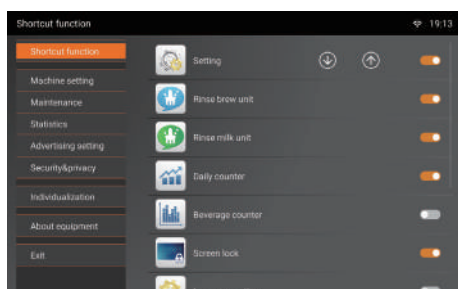 Shortcut function 19:13
Shortcut function
Machine setting
Maintenance
Statistics
Advertising setting
Security&privacy
Individualization
About equipment
Exit
Setting
Rinse brew unit
Rinse milk unit
Daily counter
Beverage counter
Screen lock